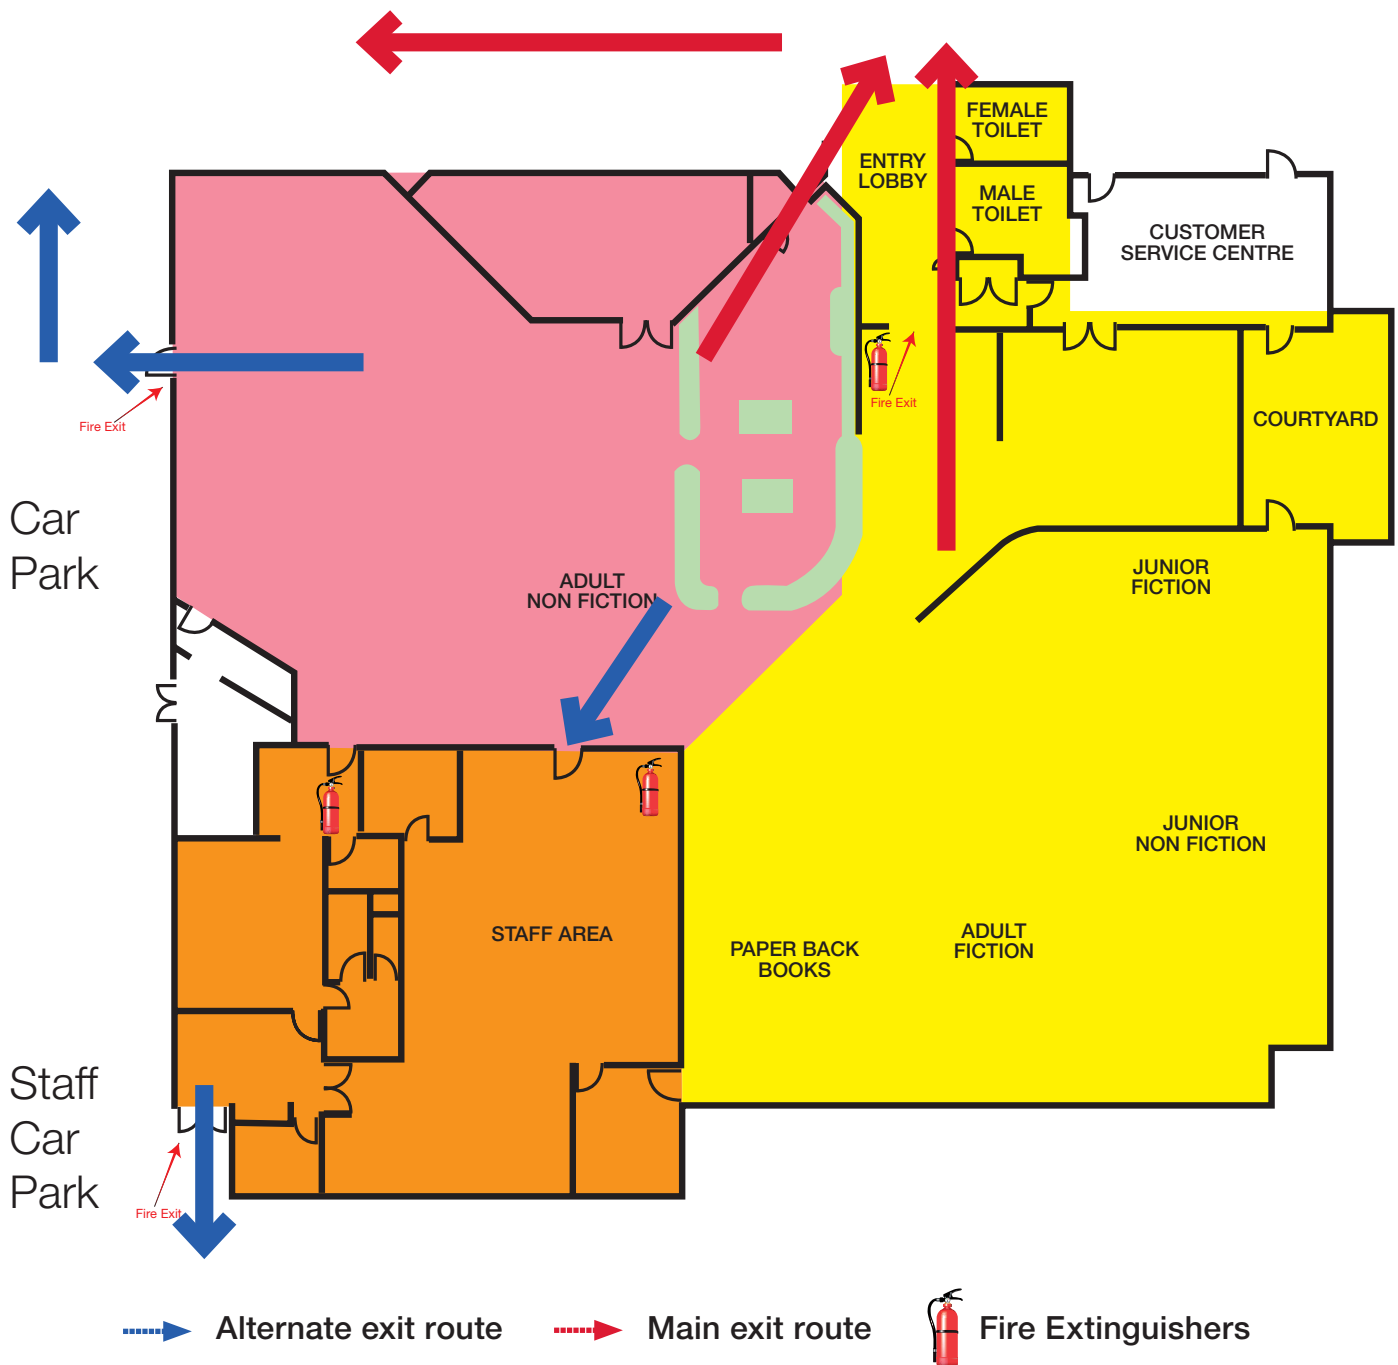 FEMALE
TOILET
ENTRY
LOBBY
MALE
TOILET
CUSTOMER
SERVICE CENTRE
Fire Exit
Fire Exit
COURTYARD
Car
Park
ADULT
NON FICTION
JUNIOR
FICTION
JUNIOR
NON FICTION
STAFF AREA
PAPER BACK
BOOKS
ADULT
FICTION
Staff
Car
Park
Fire Exit
Alternate exit route
Main exit route
Fire Extinguishers